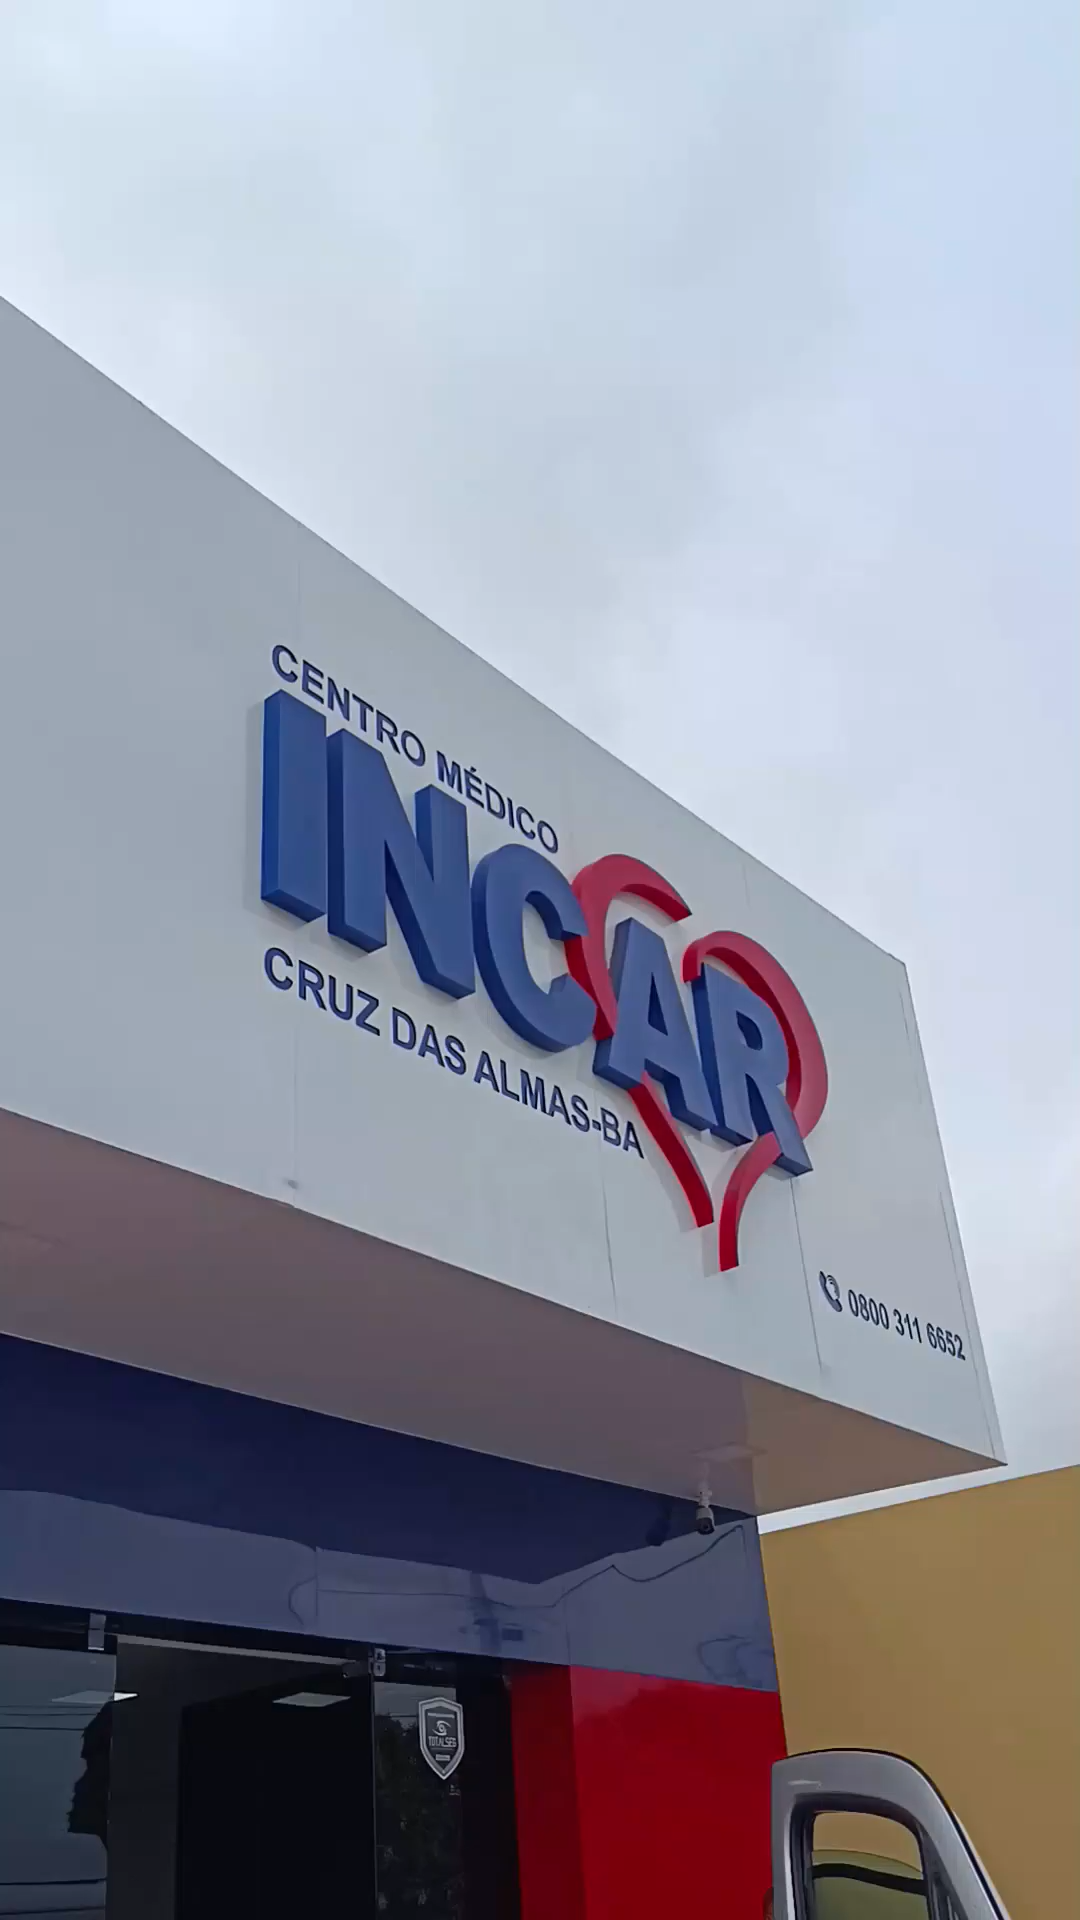 CENTRO MÉDICO
INCAR
CRUZ DAS ALMAS-BA
0800 311 6652
TOTALSEG